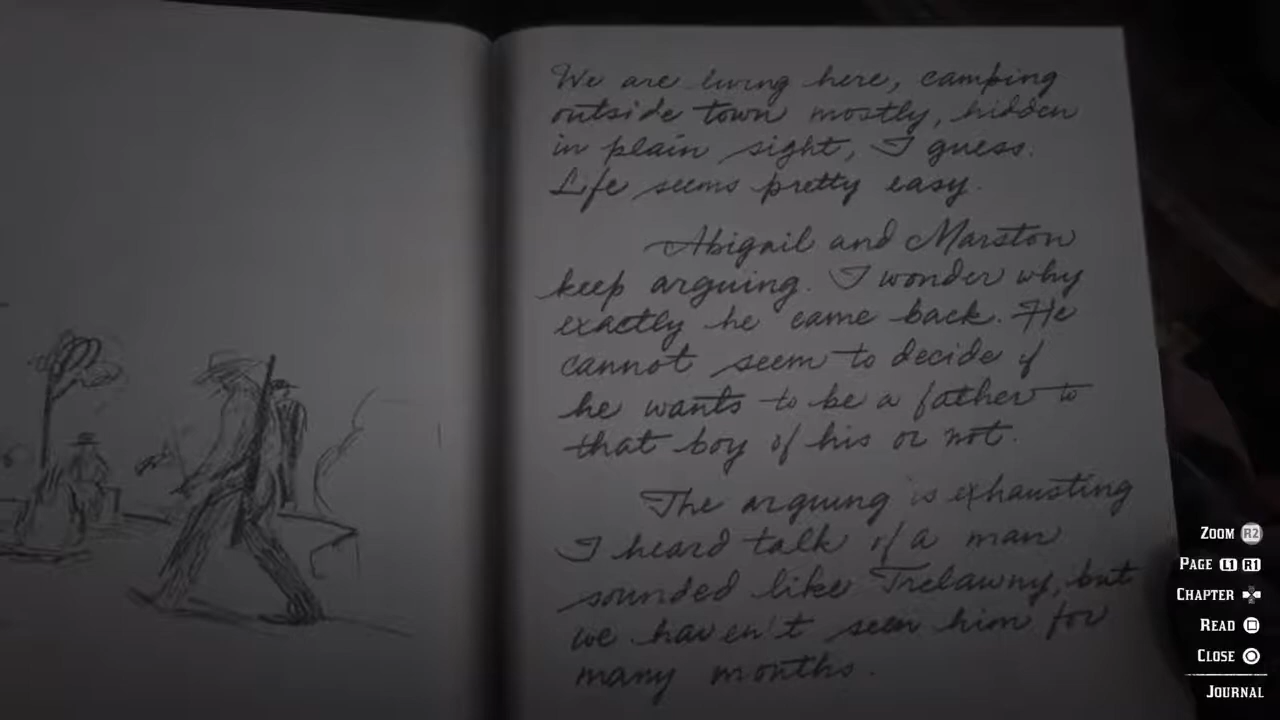 We are living here, camping
outside town mostly, hidden
in plain sight, I guess.
Life seems pretty easy.
Abigail and Marston
keep arguing. I wonder why
exactly he came back. He
cannot seem to decide if
he wants to be a father to
that boy of his or not.
The arguing is exhausting
I heard talk of a man
sounded like Trelawny, but
we haven't seen him for
many months.
ZOOM R2
PAGE L1 R1
CHAPTER
READ
CLOSE
JOURNAL